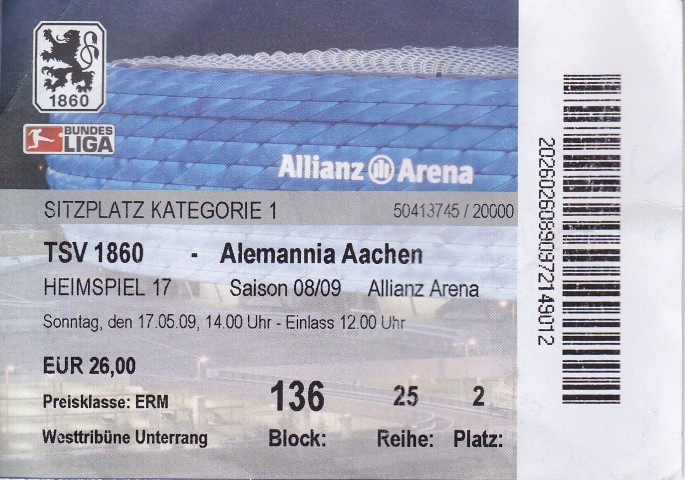 1860
BUNDES
LIGA
Allianz Arena
SITZPLATZ KATEGORIE 1 50413745 / 20000
TSV 1860 - Alemannia Aachen
HEIMSPIEL 17 Saison 08/09 Allianz Arena
Sonntag, den 17.05.09, 14.00 Uhr - Einlass 12.00 Uhr
EUR 26,00
Preisklasse: ERM 136 25 2
Westtribüne Unterrang Block: Reihe: Platz:
202602608909372149012